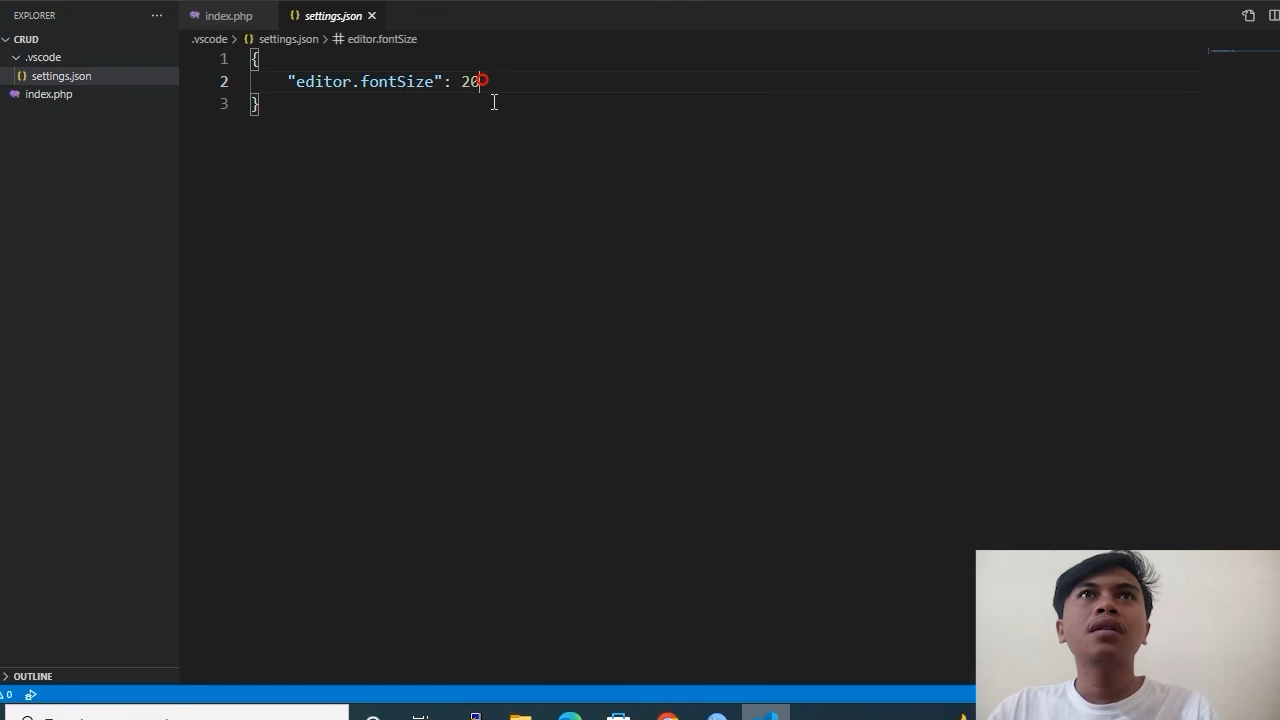 EXPLORER
CRUD
.vscode
settings.json
index.php
OUTLINE
index.php
settings.json
.vscode > settings.json > # editor.fontSize
1 {
2 "editor.fontSize": 20
3 }
0